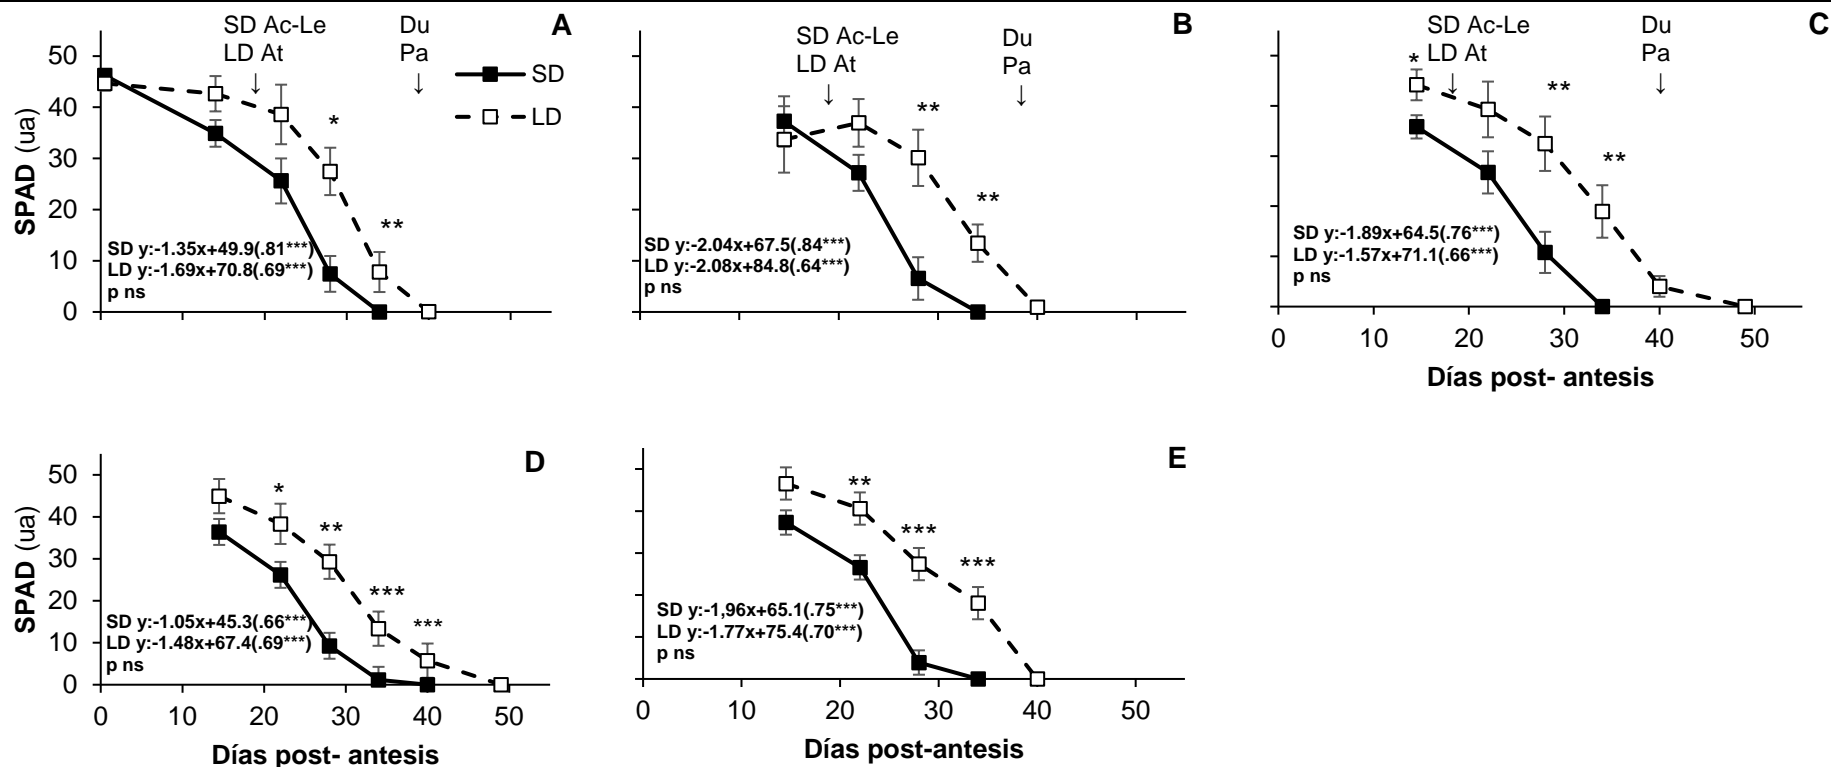 A
SD Ac-Le
LD At
↓
Du
Pa
↓
SD
LD
SPAD (ua)
50
40
30
20
10
0
*
**
SD y:-1.35x+49.9(.81***)
LD y:-1.69x+70.8(.69***)
p ns
B
SD Ac-Le
LD At
↓
Du
Pa
↓
**
**
SD y:-2.04x+67.5(.84***)
LD y:-2.08x+84.8(.64***)
p ns
C
SD Ac-Le
LD At
↓
Du
Pa
↓
*
**
**
SD y:-1.89x+64.5(.76***)
LD y:-1.57x+71.1(.66***)
p ns
0 10 20 30 40 50
Días post- antesis
D
SPAD (ua)
50
40
30
20
10
0
*
**
***
***
SD y:-1.05x+45.3(.66***)
LD y:-1.48x+67.4(.69***)
p ns
0 10 20 30 40 50
Días post- antesis
E
**
***
***
SD y:-1,96x+65.1(.75***)
LD y:-1.77x+75.4(.70***)
p ns
0 10 20 30 40 50
Días post-antesis